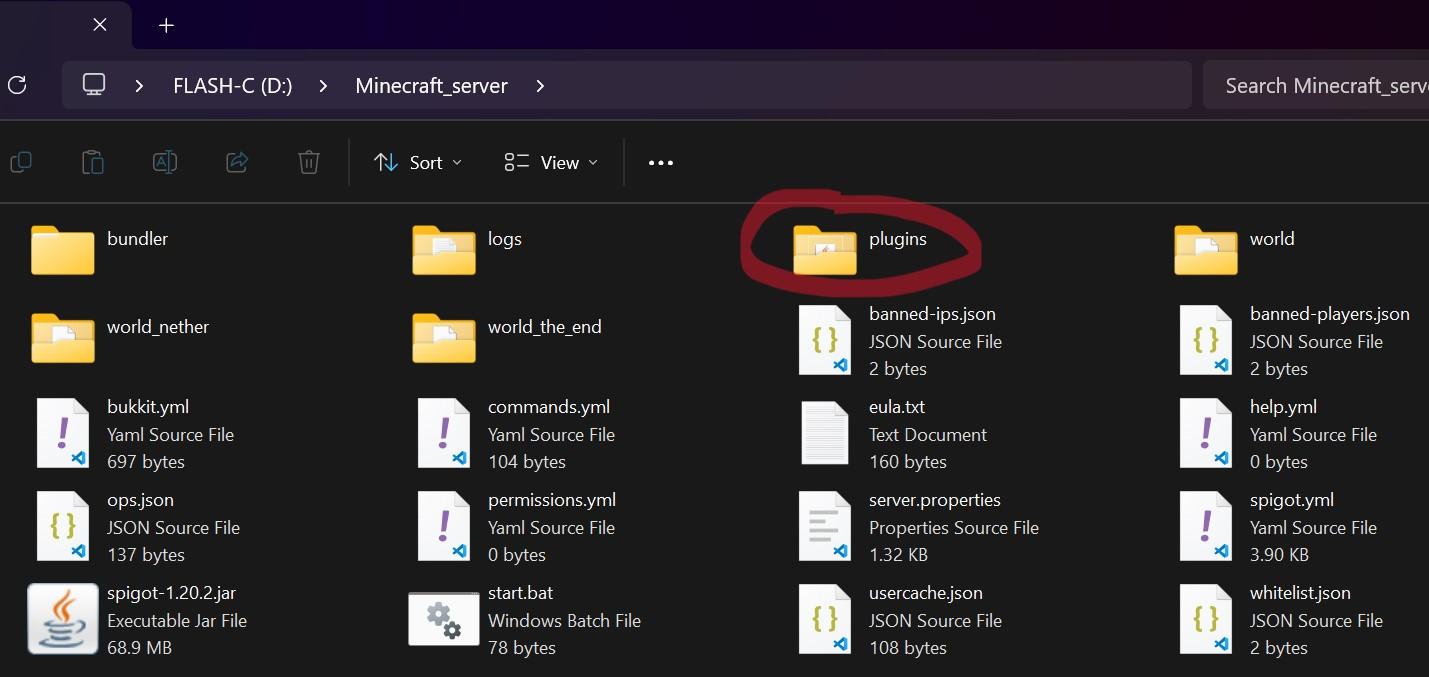 FLASH-C (D:)
Minecraft_server
Search Minecraft_serv
Sort
View
bundler
logs
plugins
world
world_nether
world_the_end
banned-ips.json
JSON Source File
2 bytes
banned-players.json
JSON Source File
2 bytes
bukkit.yml
Yaml Source File
697 bytes
commands.yml
Yaml Source File
104 bytes
eula.txt
Text Document
160 bytes
help.yml
Yaml Source File
0 bytes
ops.json
JSON Source File
137 bytes
permissions.yml
Yaml Source File
0 bytes
server.properties
Properties Source File
1.32 KB
spigot.yml
Yaml Source File
3.90 KB
spigot-1.20.2.jar
Executable Jar File
68.9 MB
start.bat
Windows Batch File
78 bytes
usercache.json
JSON Source File
108 bytes
whitelist.json
JSON Source File
2 bytes